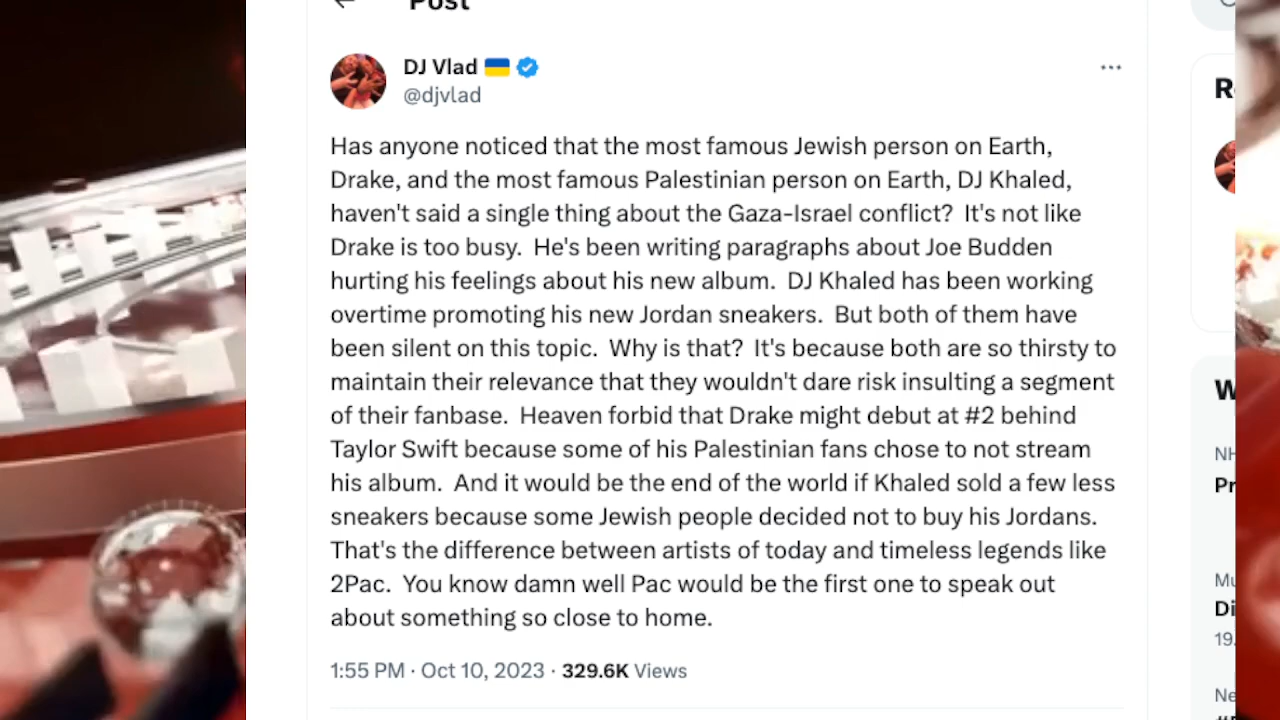 Post
DJ Vlad 🇺🇦
@djvlad
Has anyone noticed that the most famous Jewish person on Earth,
Drake, and the most famous Palestinian person on Earth, DJ Khaled,
haven't said a single thing about the Gaza-Israel conflict?  It's not like
Drake is too busy.  He's been writing paragraphs about Joe Budden
hurting his feelings about his new album.  DJ Khaled has been working
overtime promoting his new Jordan sneakers.  But both of them have
been silent on this topic.  Why is that?  It's because both are so thirsty to
maintain their relevance that they wouldn't dare risk insulting a segment
of their fanbase.  Heaven forbid that Drake might debut at #2 behind
Taylor Swift because some of his Palestinian fans chose to not stream
his album.  And it would be the end of the world if Khaled sold a few less
sneakers because some Jewish people decided not to buy his Jordans.
That's the difference between artists of today and timeless legends like
2Pac.  You know damn well Pac would be the first one to speak out
about something so close to home.
1:55 PM · Oct 10, 2023 · 329.6K Views
R
W
NH
Pr
Mu
Di
19.
Ne